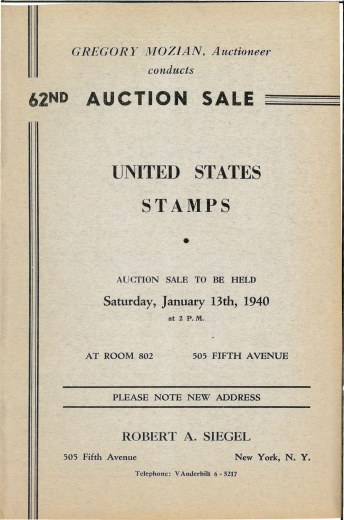 GREGORY MOZIAN, Auctioneer
conducts
62ND AUCTION SALE
UNITED STATES
STAMPS
AUCTION SALE TO BE HELD
Saturday, January 13th, 1940
at 2 P. M.
AT ROOM 802 505 FIFTH AVENUE
PLEASE NOTE NEW ADDRESS
ROBERT A. SIEGEL
505 Fifth Avenue New York, N. Y.
Telephone: VAnderbilt 6 - 5217